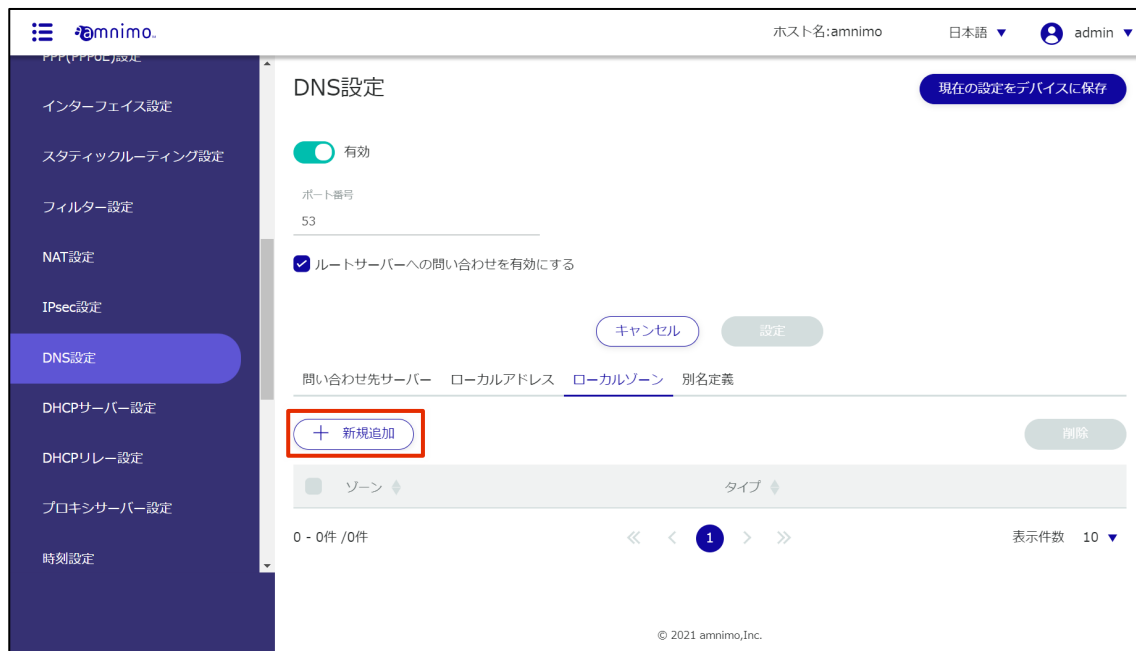 amnimo
ホスト名:amnimo
日本語
admin
PPP(PPPoE)設定
インターフェイス設定
スタティックルーティング設定
フィルター設定
NAT設定
IPsec設定
DNS設定
DHCPサーバー設定
DHCPリレー設定
プロキシサーバー設定
時刻設定
DNS設定
現在の設定をデバイスに保存
有効
ポート番号
53
ルートサーバーへの問い合わせを有効にする
キャンセル 設定
問い合わせ先サーバー ローカルアドレス ローカルゾーン 別名定義
+ 新規追加 削除
ゾーン タイプ
0 - 0件 /0件 1 表示件数 10
© 2021 amnimo,Inc.